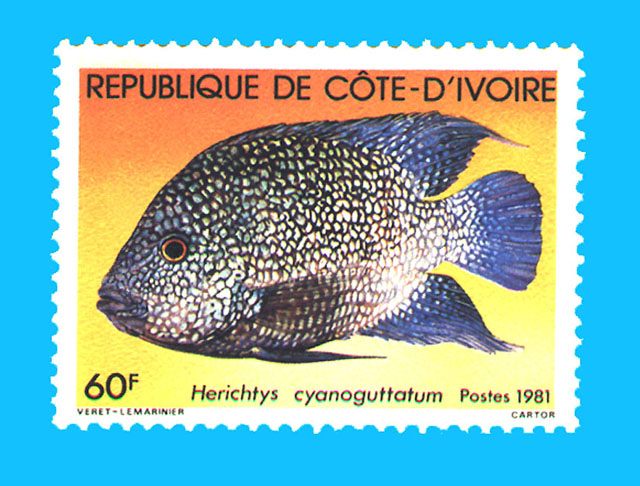 REPUBLIQUE DE CÔTE-D'IVOIRE
60F
Herichtys cyanoguttatum Postes 1981
VERET-LEMARINIER
CARTOR